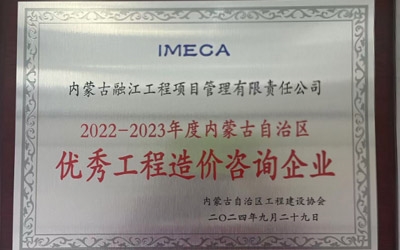 IMECA
内蒙古融江工程项目管理有限责任公司
2022-2023年度内蒙古自治区
优秀工程造价咨询企业
内蒙古自治区工程建设协会
二〇二四年九月二十九日